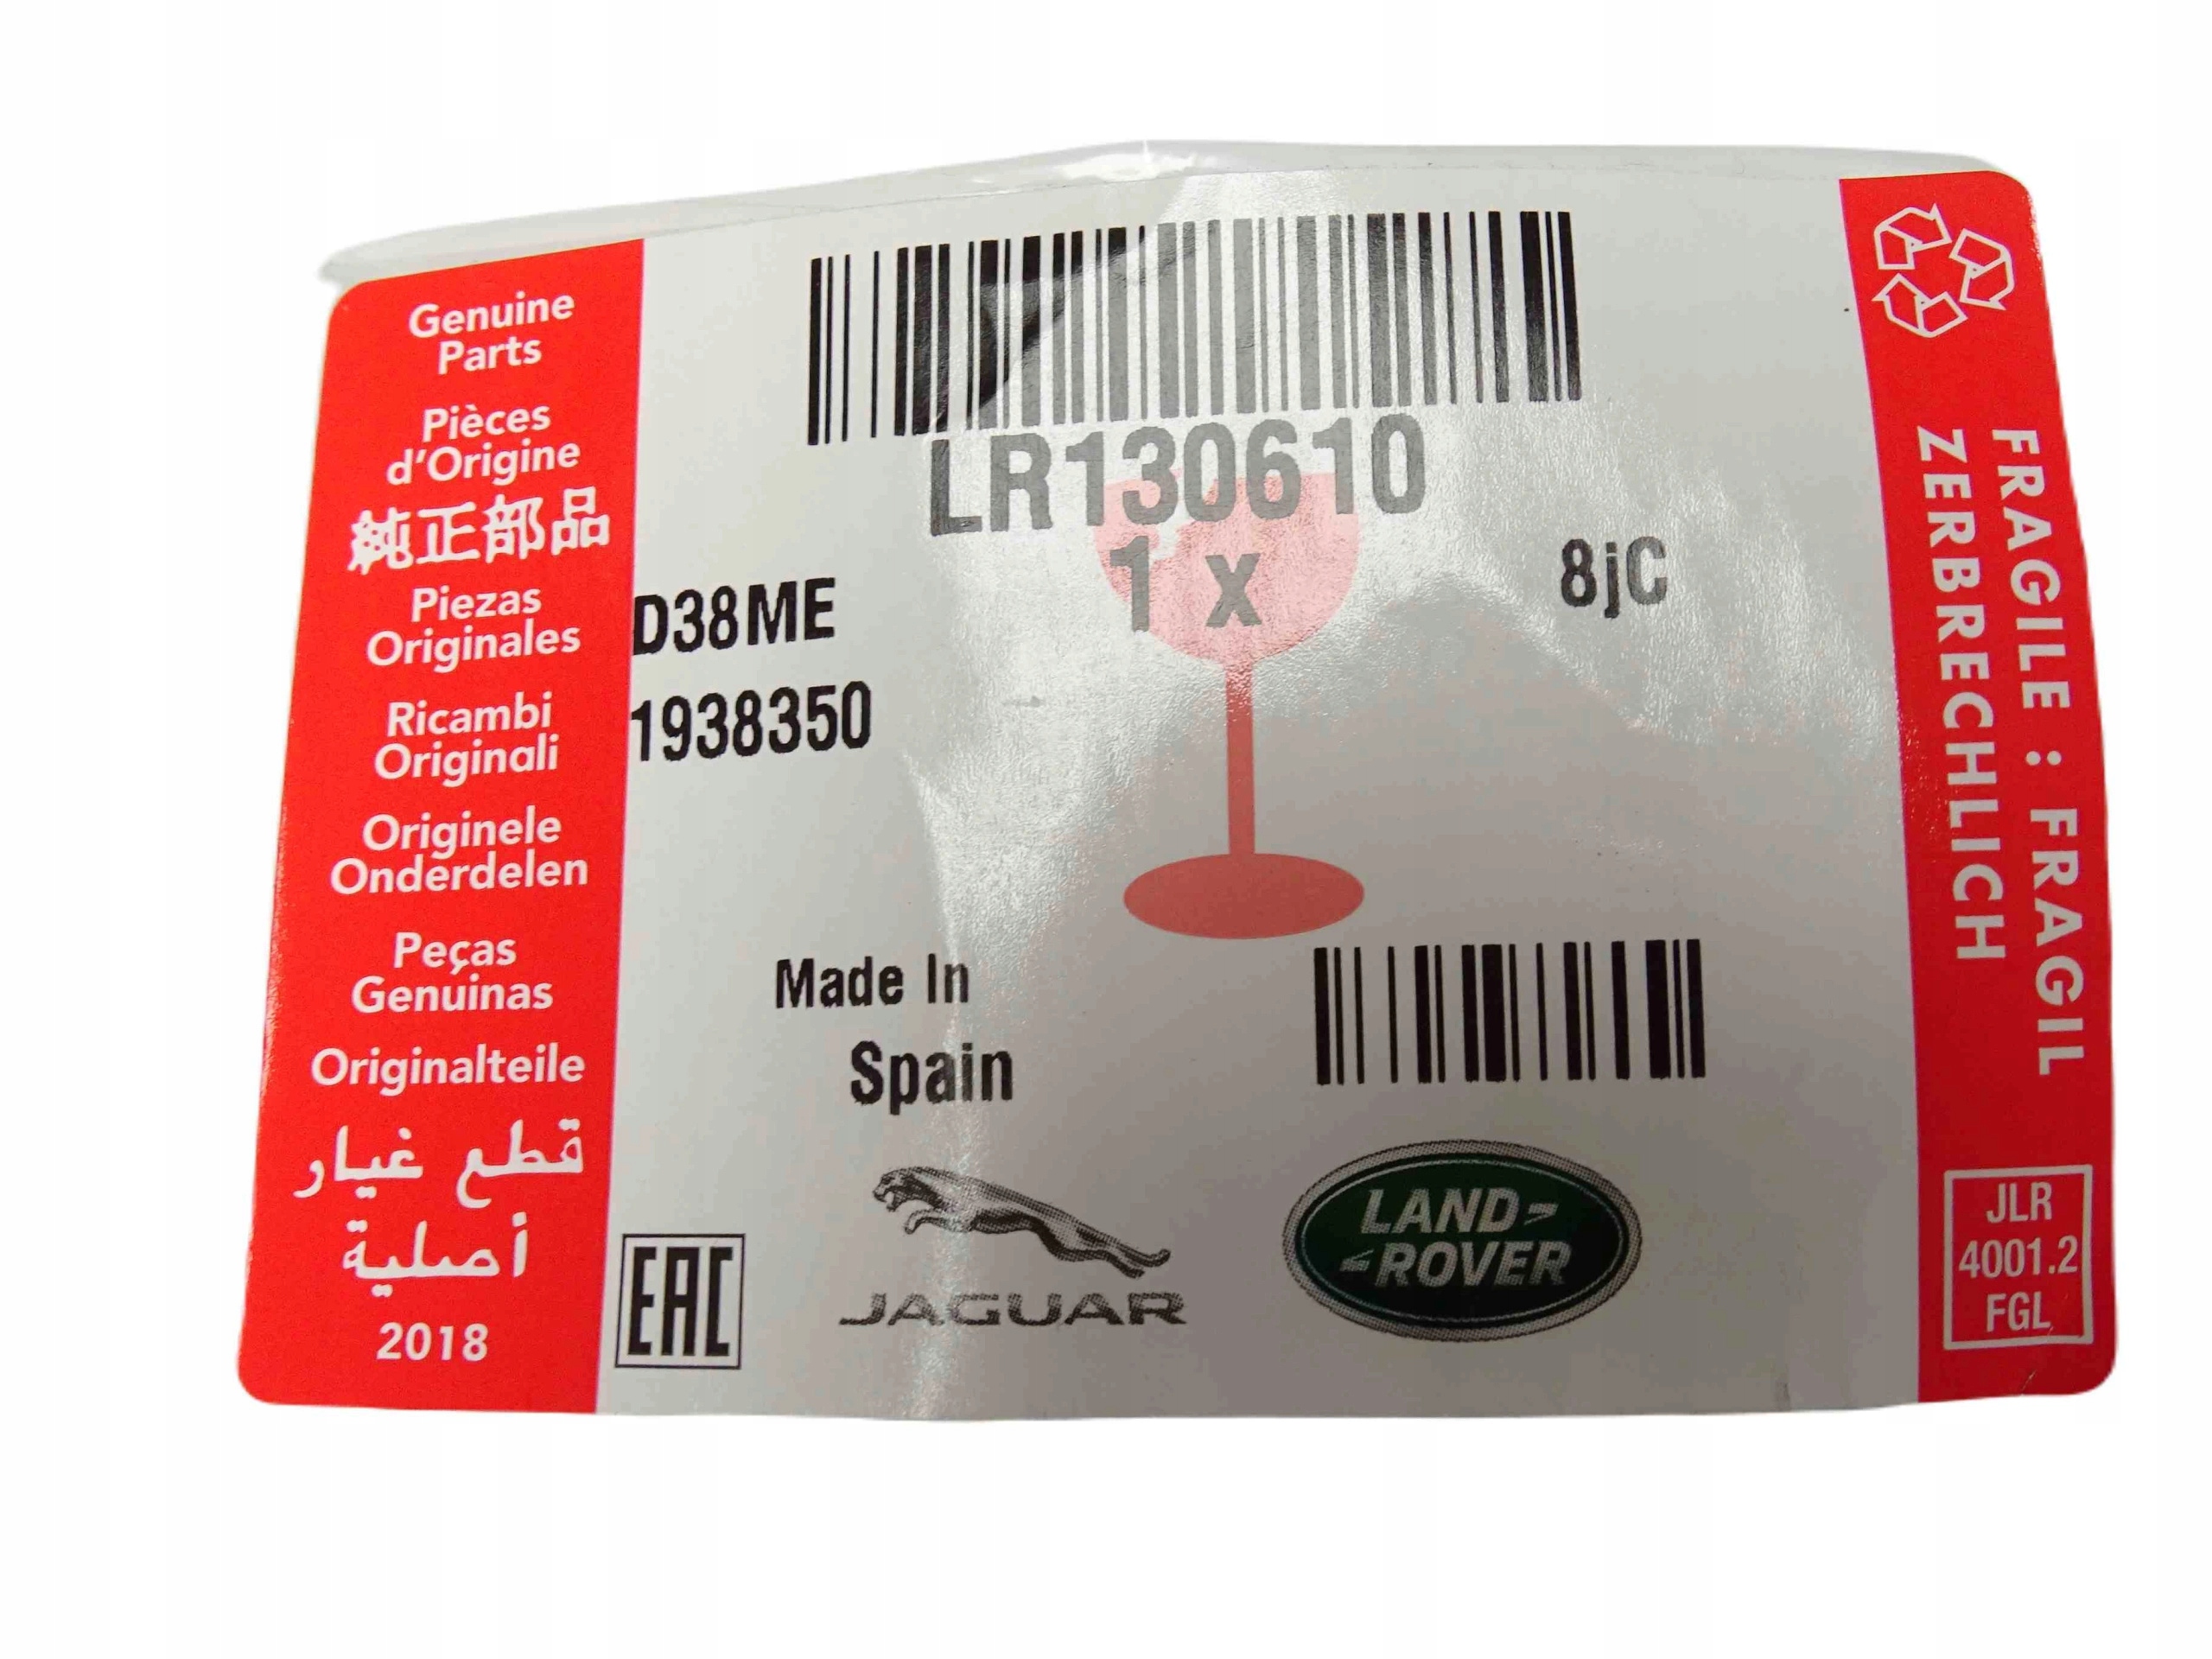 Genuine
Parts
Pièces
d'Origine
純正部品
Piezas
Originales
Ricambi
Originali
Originele
Onderdelen
Peças
Genuinas
Originalteile
قطع غيار
أصلية
2018
LR130610
1 x
8jC
D38ME
1938350
Made In
Spain
EAC
JAGUAR
LAND-
-ROVER
FRAGILE : FRAGIL
ZERBRECHLICH
JLR
4001.2
FGL